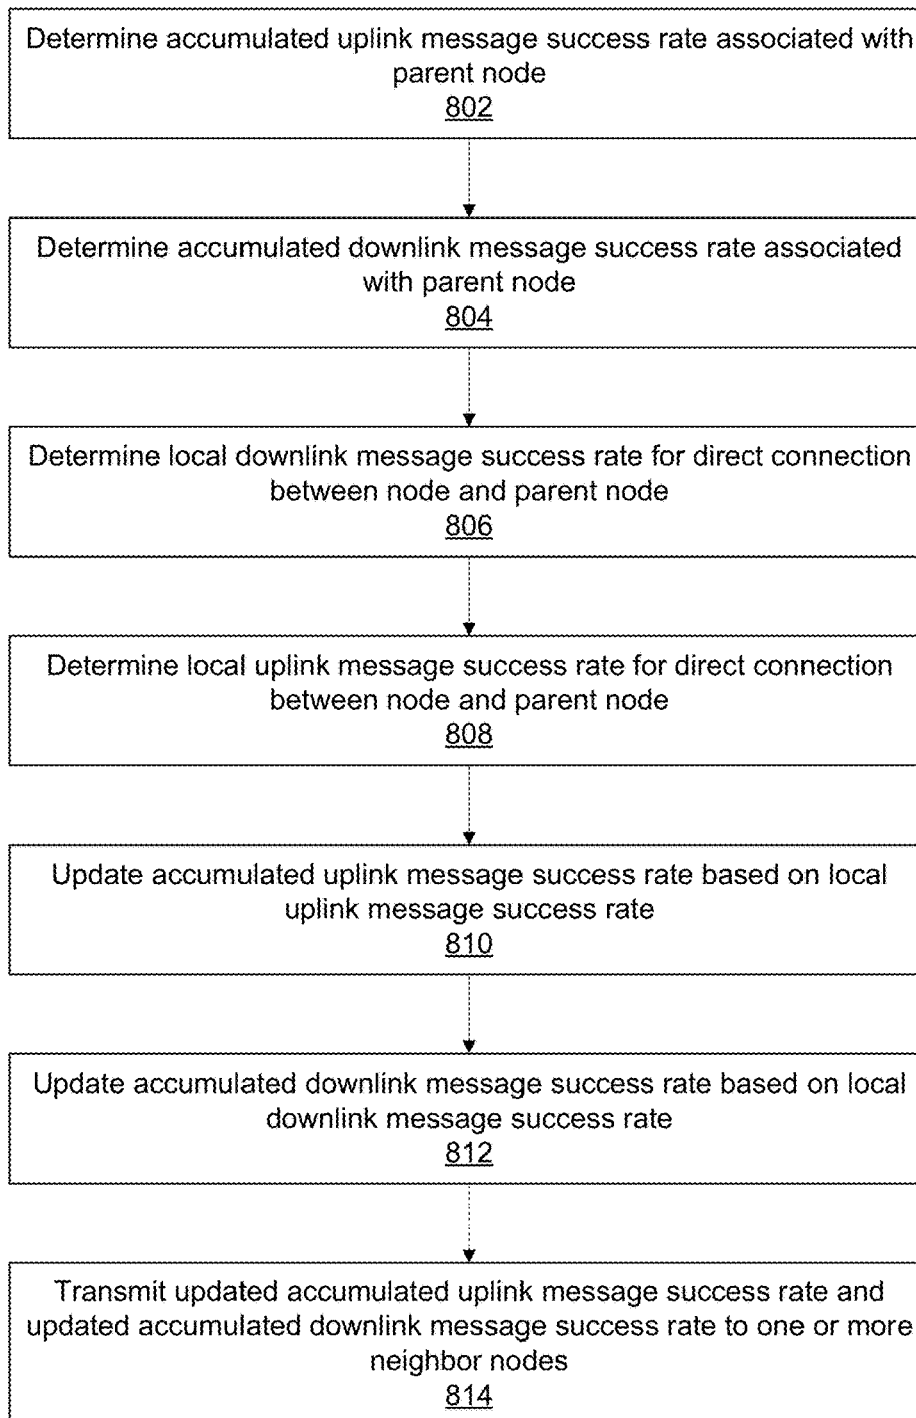 Determine accumulated uplink message success rate associated with
parent node
802
Determine accumulated downlink message success rate associated
with parent node
804
Determine local downlink message success rate for direct connection
between node and parent node
806
Determine local uplink message success rate for direct connection
between node and parent node
808
Update accumulated uplink message success rate based on local
uplink message success rate
810
Update accumulated downlink message success rate based on local
downlink message success rate
812
Transmit updated accumulated uplink message success rate and
updated accumulated downlink message success rate to one or more
neighbor nodes
814